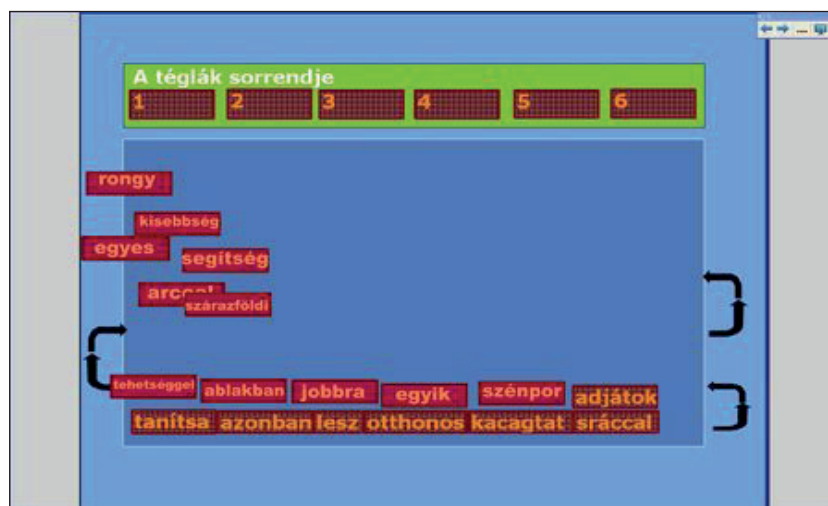 A téglák sorrendje
1 2 3 4 5 6
rongy
kisebbség
egyes
segítség
szárazföldi
tehetséggel ablakban jobbra egyik szénpor adjátok
tanítsa azonban lesz otthonos kacagtat sráccal